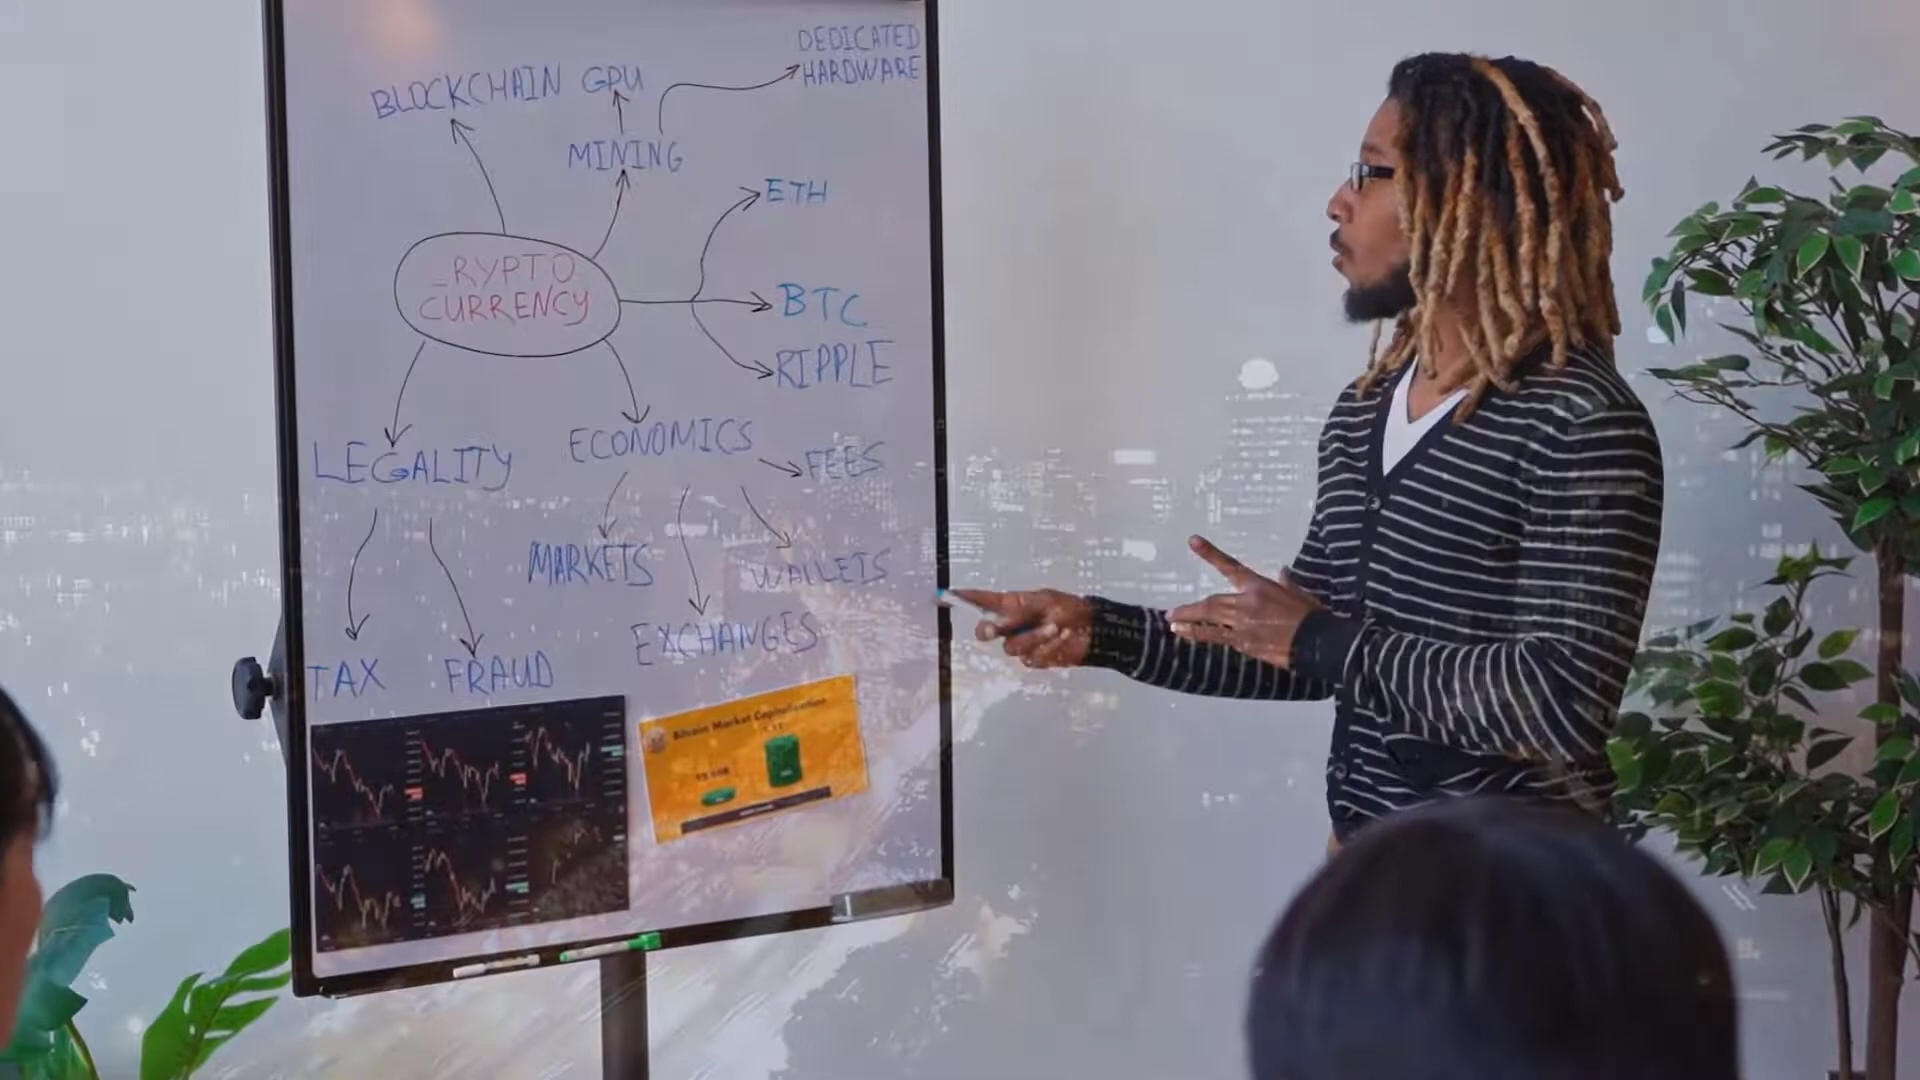 DEDICATED
HARDWARE
BLOCKCHAIN GPU
MINING
ETH
_RYPTO
CURRENCY
BTC
RIPPLE
LEGALITY
ECONOMICS
FEES
MARKETS
WALLETS
EXCHANGES
TAX
FRAUD
Bitcoin Market Capitalization